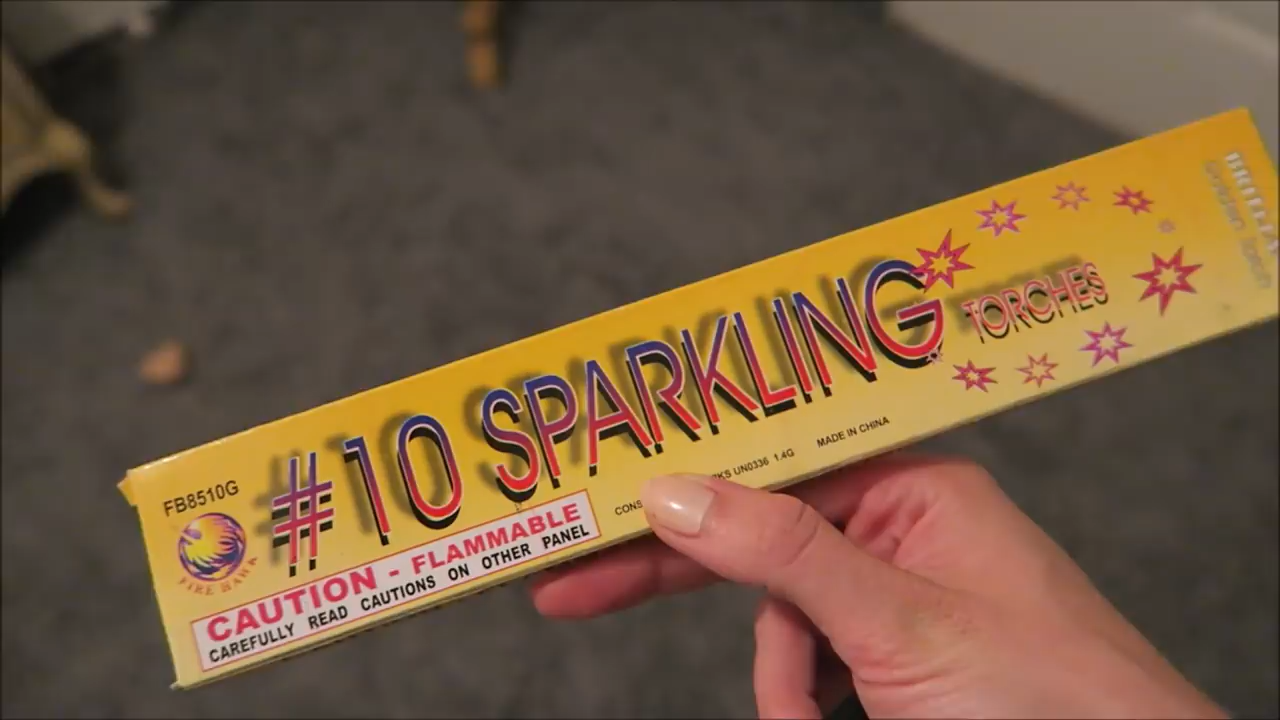 FB8510G
#10 SPARKLING TORCHES
FIRE HAWK
CAUTION - FLAMMABLE
CAREFULLY READ CAUTIONS ON OTHER PANEL
UN0336 1.4G
MADE IN CHINA